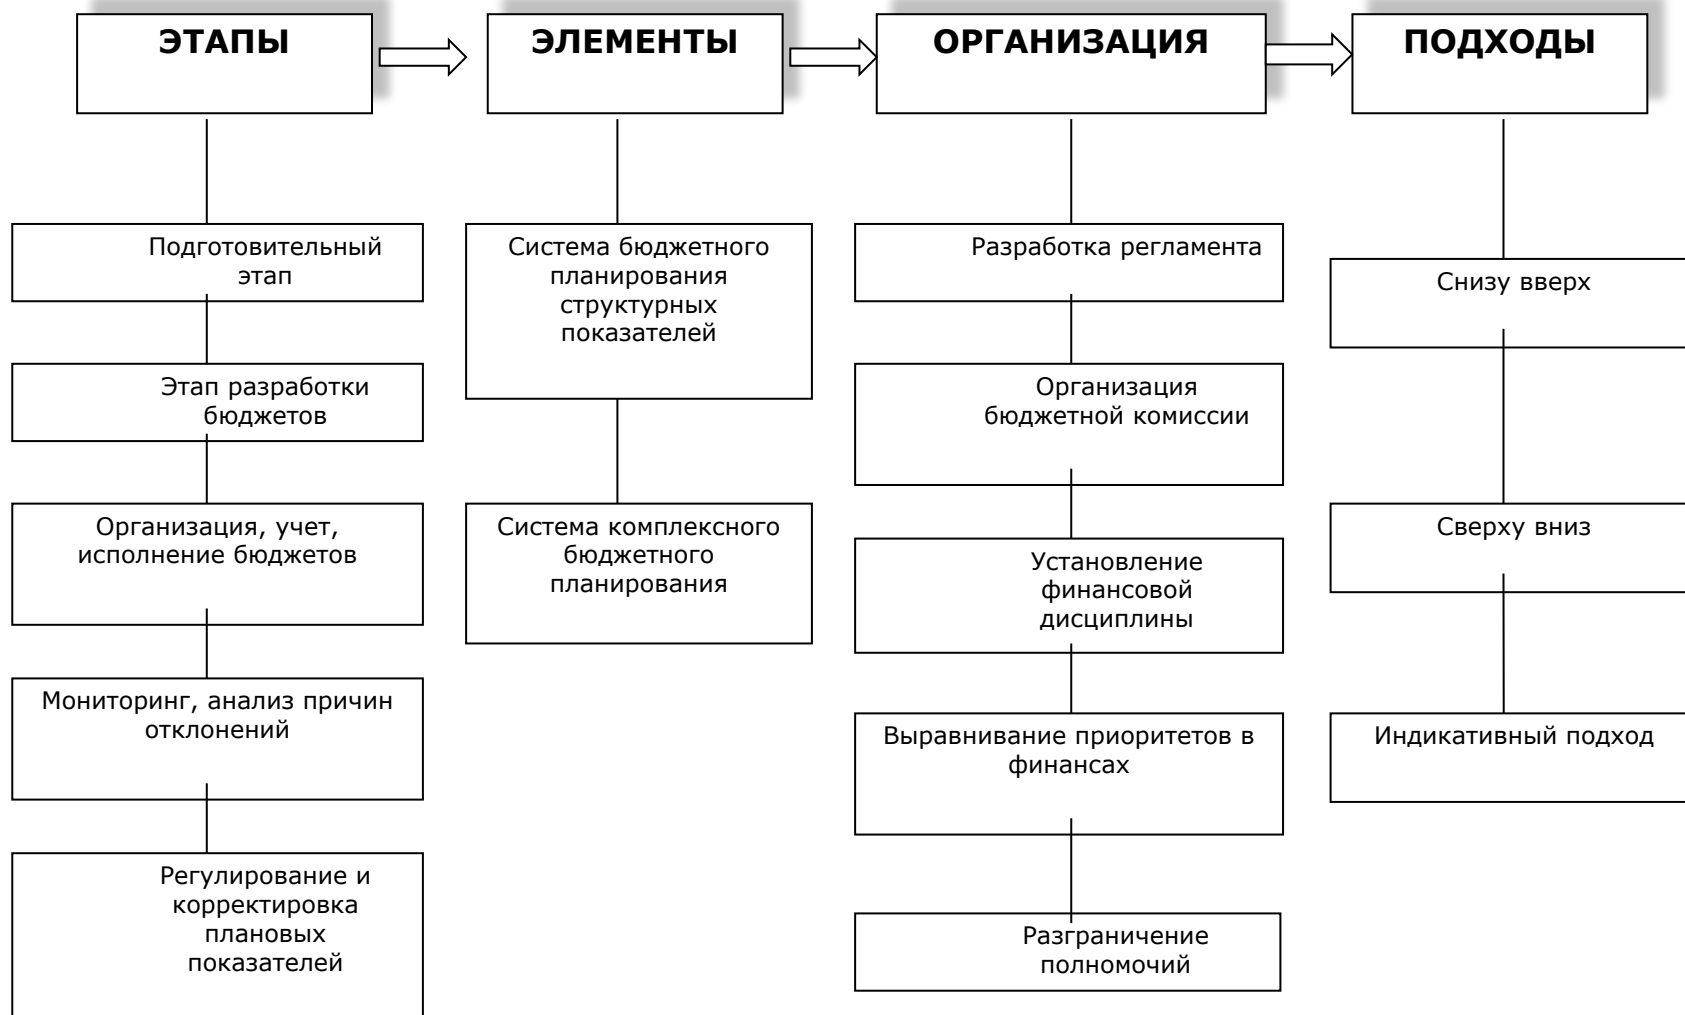 ЭТАПЫ
ЭЛЕМЕНТЫ
ОРГАНИЗАЦИЯ
ПОДХОДЫ
Подготовительный
этап
Этап разработки
бюджетов
Организация, учет,
исполнение бюджетов
Мониторинг, анализ причин
отклонений
Регулирование и
корректировка
плановых
показателей
Система бюджетного
планирования
структурных
показателей
Система комплексного
бюджетного
планирования
Разработка регламента
Организация
бюджетной комиссии
Установление
финансовой
дисциплины
Выравнивание приоритетов в
финансах
Разграничение
полномочий
Снизу вверх
Сверху вниз
Индикативный подход